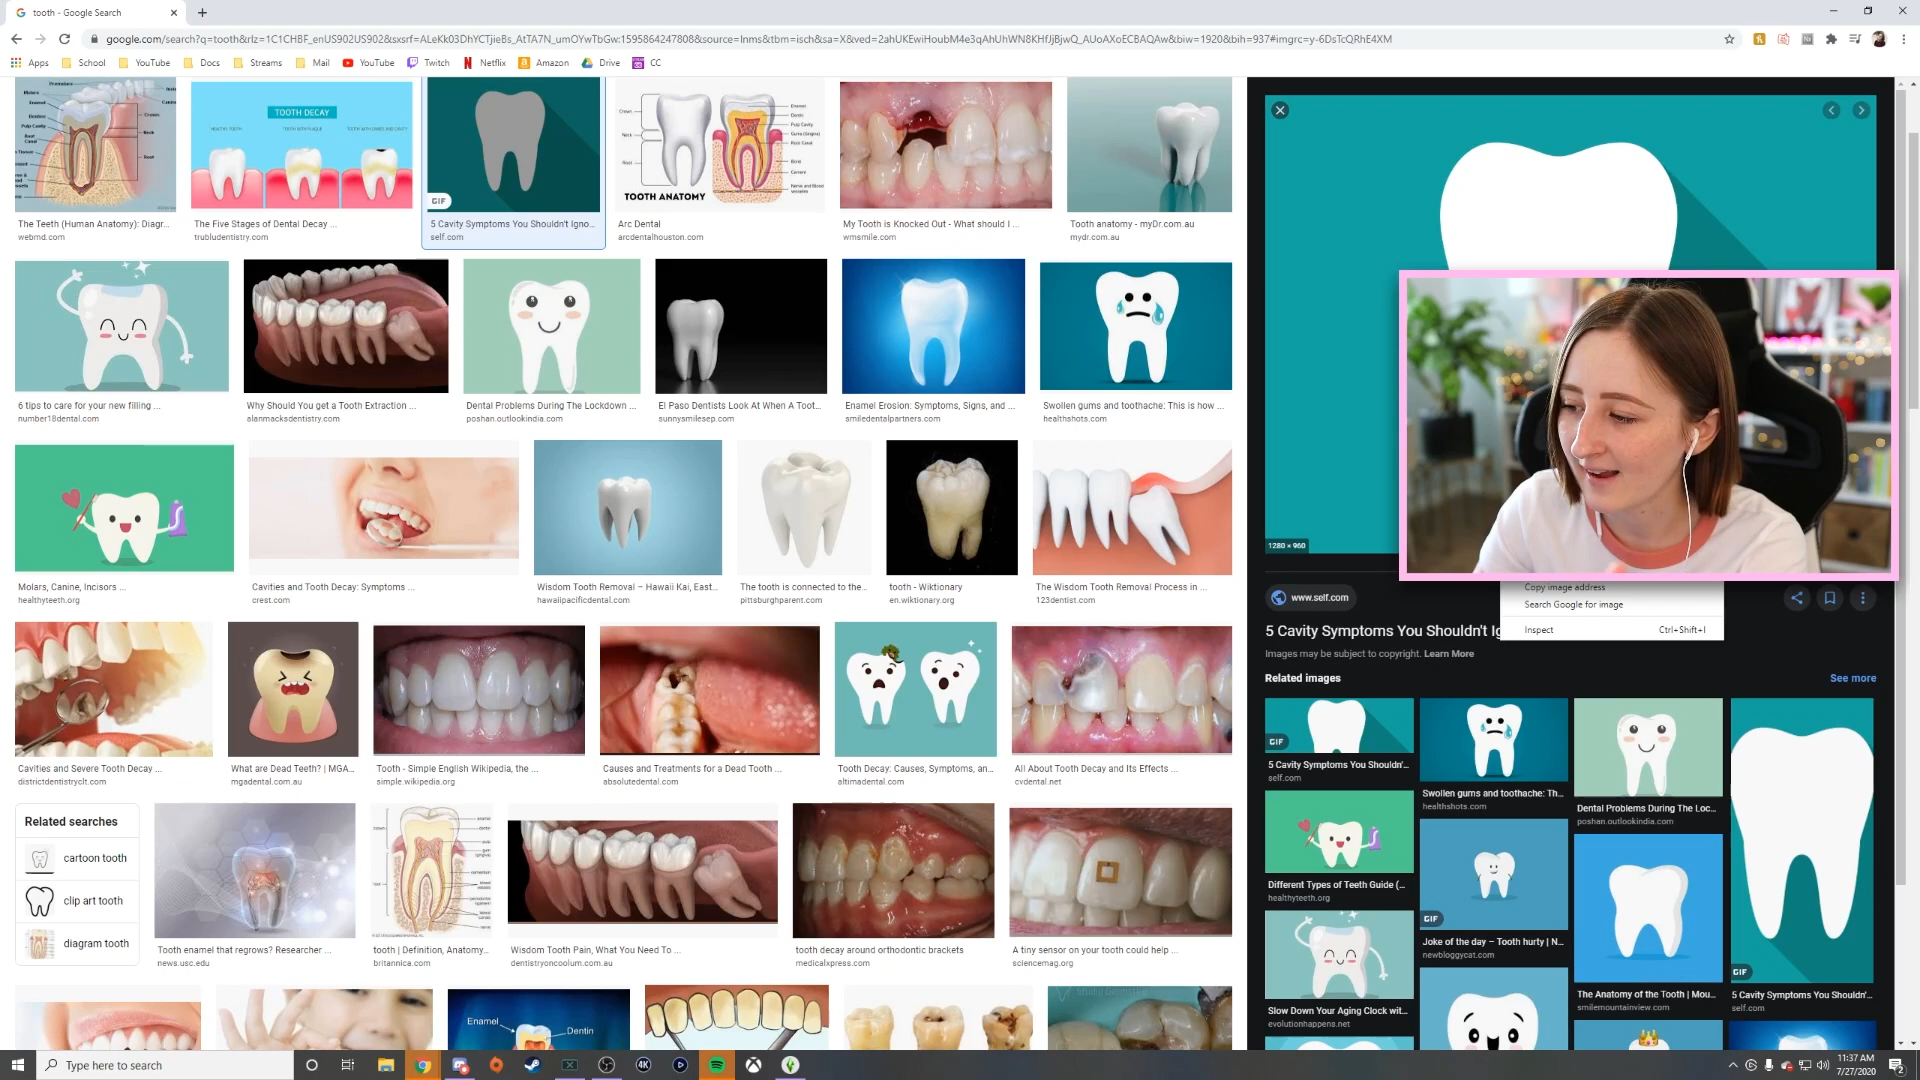 tooth - Google Search
google.com/search?q=tooth&rlz=1C1CHBF_enUS902US902&sxsrf=ALeKk03DhYCTjieBs_AtTA7N_umOYwTbGw:1595864247808&source=lnms&tbm=isch&sa=X&ved=2ahUKEwiHoubM4e3qAhUhWN8KHfJjBjwQ_AUoAXoECBAQAw&biw=1920&bih=937#imgrc=y-6DsTcQRhE4XM
Apps School YouTube Docs Streams Mail YouTube Twitch Netflix Amazon Drive CC
TOOTH DECAY
HEALTHY TOOTH TOOTH WITH PLAQUE
GIF
TOOTH ANATOMY
The Teeth (Human Anatomy): Diagr...
webmd.com
The Five Stages of Dental Decay ...
trubludentistry.com
5 Cavity Symptoms You Shouldn't Igno...
self.com
Arc Dental
arcdentalhouston.com
My Tooth is Knocked Out - What should I ...
wmsmile.com
Tooth anatomy - myDr.com.au
mydr.com.au
6 tips to care for your new filling ...
number18dental.com
Why Should You get a Tooth Extraction ...
alanmacksdentistry.com
Dental Problems During The Lockdown ...
poshan.outlookindia.com
El Paso Dentists Look At When A Toot...
sunnysmilesep.com
Enamel Erosion: Symptoms, Signs, and ...
smiledentalpartners.com
Swollen gums and toothache: This is how ...
healthshots.com
Molars, Canine, Incisors ...
healthyteeth.org
Cavities and Tooth Decay: Symptoms ...
crest.com
Wisdom Tooth Removal – Hawaii Kai, East...
hawaiipacificdental.com
The tooth is connected to the...
pittsburghparent.com
tooth - Wiktionary
en.wiktionary.org
The Wisdom Tooth Removal Process in ...
123dentist.com
Cavities and Severe Tooth Decay ...
districtdentistryclt.com
What are Dead Teeth? | MGA...
mgadental.com.au
Tooth - Simple English Wikipedia, the ...
simple.wikipedia.org
Causes and Treatments for a Dead Tooth ...
absolutedental.com
Tooth Decay: Causes, Symptoms, an...
altimadental.com
All About Tooth Decay and Its Effects ...
cvdental.net
Related searches
cartoon tooth
clip art tooth
diagram tooth
Tooth enamel that regrows? Researcher ...
news.usc.edu
tooth | Definition, Anatomy...
britannica.com
Wisdom Tooth Pain, What You Need To ...
dentistryoncoolum.com.au
tooth decay around orthodontic brackets
medicalxpress.com
A tiny sensor on your tooth could help ...
sciencemag.org
Enamel
Dentin
1280 × 960
www.self.com
Copy image address
Search Google for image
Inspect Ctrl+Shift+I
5 Cavity Symptoms You Shouldn't Ig
Images may be subject to copyright. Learn More
Related images
See more
GIF
5 Cavity Symptoms You Shouldn'...
self.com
Swollen gums and toothache: Th...
healthshots.com
Dental Problems During The Loc...
poshan.outlookindia.com
Different Types of Teeth Guide (...
healthyteeth.org
GIF
Joke of the day – Tooth hurty | N...
newbloggycat.com
GIF
The Anatomy of the Tooth | Mou...
smilemountainview.com
5 Cavity Symptoms You Shouldn'...
self.com
Slow Down Your Aging Clock wit...
evolutionhappens.net
Type here to search
4K
11:37 AM
7/27/2020
2